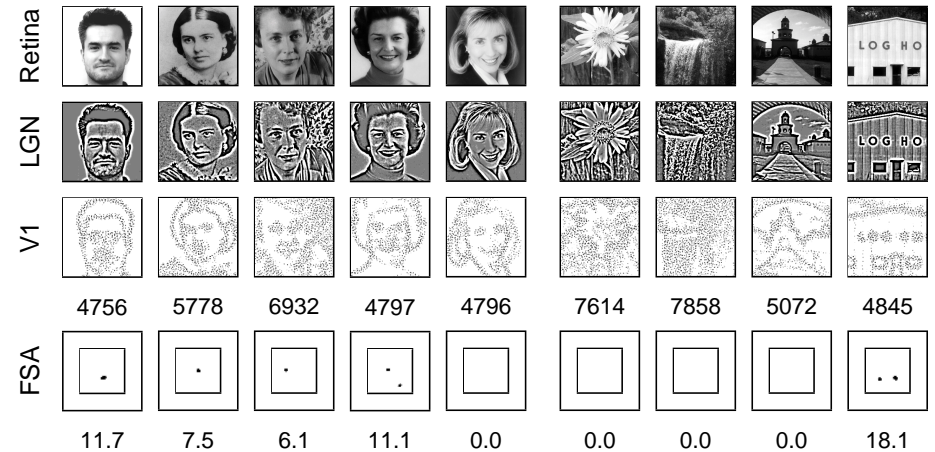 Retina
LOG HO
LGN
LOG HO
V1
4756 5778 6932 4797 4796 7614 7858 5072 4845
FSA
11.7 7.5 6.1 11.1 0.0 0.0 0.0 0.0 18.1